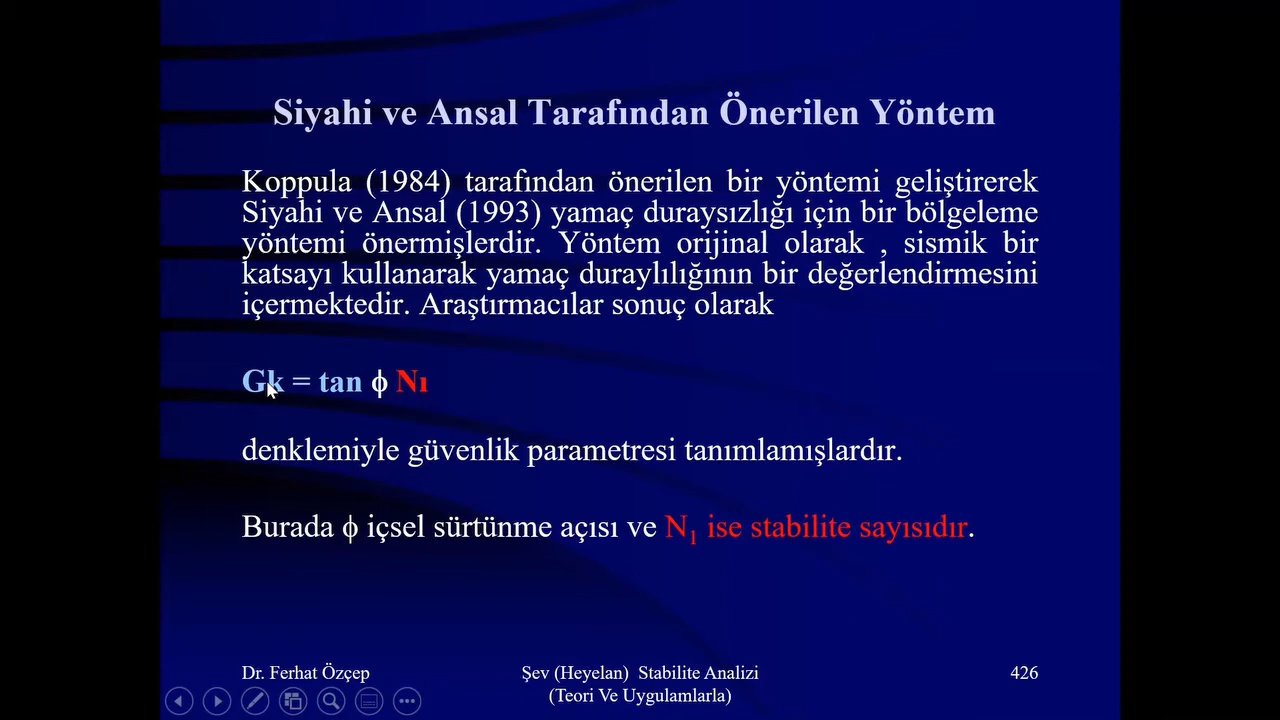 Siyahi ve Ansal Tarafından Önerilen Yöntem
Koppula (1984) tarafından önerilen bir yöntemi geliştirerek
Siyahi ve Ansal (1993) yamaç duraysızlığı için bir bölgeleme
yöntemi önermişlerdir. Yöntem orijinal olarak , sismik bir
katsayı kullanarak yamaç duraylılığının bir değerlendirmesini
içermektedir. Araştırmacılar sonuç olarak
Gk = tan ϕ Nı
denklemiyle güvenlik parametresi tanımlamışlardır.
Burada ϕ içsel sürtünme açısı ve N₁ ise stabilite sayısıdır.
Dr. Ferhat Özçep
Şev (Heyelan) Stabilite Analizi
(Teori Ve Uygulamlarla)
426